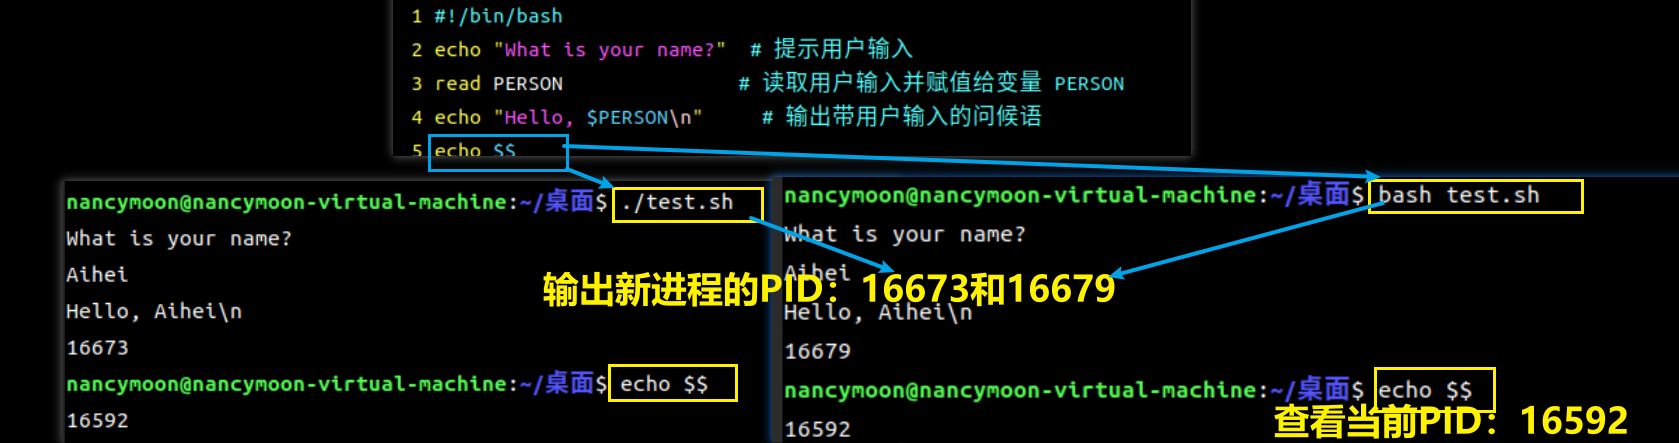 1 #!/bin/bash
2 echo "What is your name?"  # 提示用户输入
3 read PERSON               # 读取用户输入并赋值给变量 PERSON
4 echo "Hello, $PERSON\n"     # 输出带用户输入的问候语
5 echo $$
nancymoon@nancymoon-virtual-machine:~/桌面$ ./test.sh
What is your name?
Aihei
Hello, Aihei\n
16673
nancymoon@nancymoon-virtual-machine:~/桌面$ echo $$
16592
nancymoon@nancymoon-virtual-machine:~/桌面$ bash test.sh
What is your name?
Aihei
Hello, Aihei\n
16679
nancymoon@nancymoon-virtual-machine:~/桌面$ echo $$
16592
输出新进程的PID：16673和16679
查看当前PID：16592